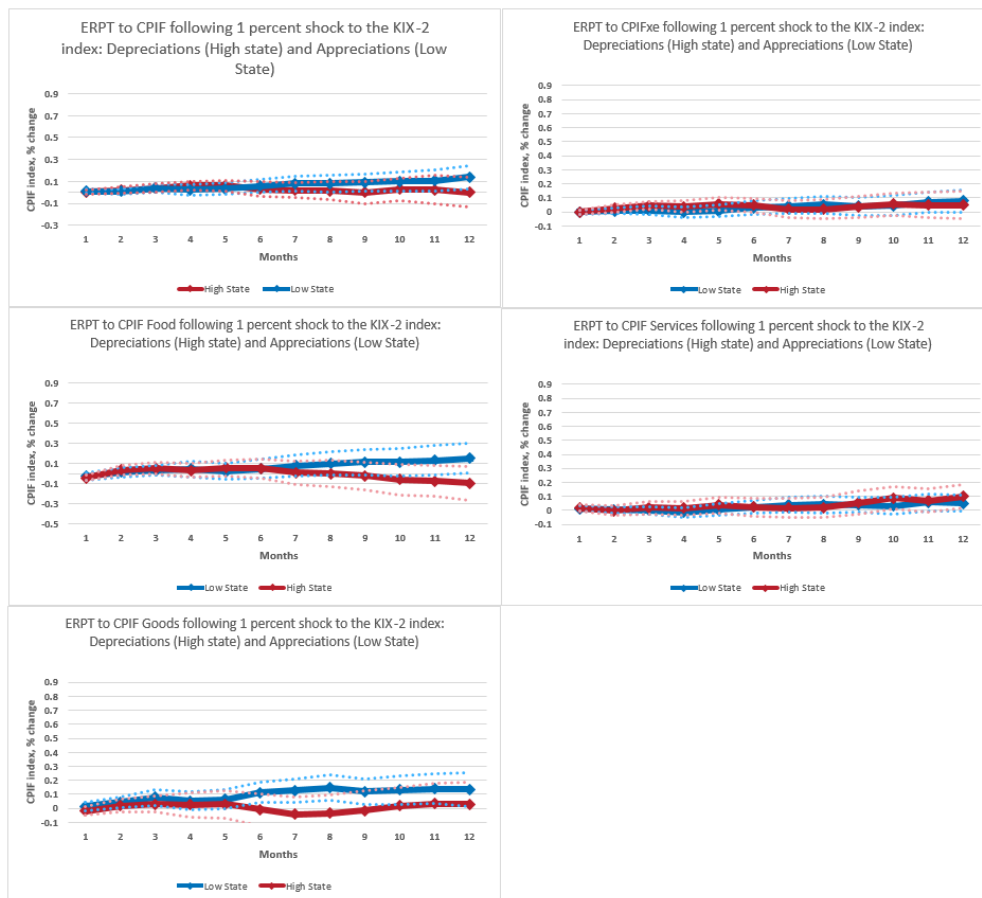 ERPT to CPIF following 1 percent shock to the KIX-2
index: Depreciations (High state) and Appreciations (Low
State)
CPIF index, % change
0.9
0.7
0.5
0.3
0.1
-0.1
-0.3
1 2 3 4 5 6 7 8 9 10 11 12
Months
High State Low State
ERPT to CPIFxe following 1 percent shock to the KIX-2 index:
Depreciations (High state) and Appreciations (Low State)
CPIF index, % change
0.9
0.8
0.7
0.6
0.5
0.4
0.3
0.2
0.1
0
-0.1
1 2 3 4 5 6 7 8 9 10 11 12
Months
Low State High State
ERPT to CPIF Food following 1 percent shock to the KIX-2 index:
Depreciations (High state) and Appreciations (Low State)
CPIF index, % change
0.9
0.7
0.5
0.3
0.1
-0.1
-0.3
-0.5
1 2 3 4 5 6 7 8 9 10 11 12
Months
Low State High State
ERPT to CPIF Services following 1 percent shock to the KIX-2
index: Depreciations (High state) and Appreciations (Low State)
CPIF index, % change
0.9
0.8
0.7
0.6
0.5
0.4
0.3
0.2
0.1
0
-0.1
1 2 3 4 5 6 7 8 9 10 11 12
Months
Low State High State
ERPT to CPIF Goods following 1 percent shock to the KIX-2 index:
Depreciations (High state) and Appreciations (Low State)
CPIF index, % change
0.9
0.8
0.7
0.6
0.5
0.4
0.3
0.2
0.1
0
-0.1
1 2 3 4 5 6 7 8 9 10 11 12
Months
Low State High State